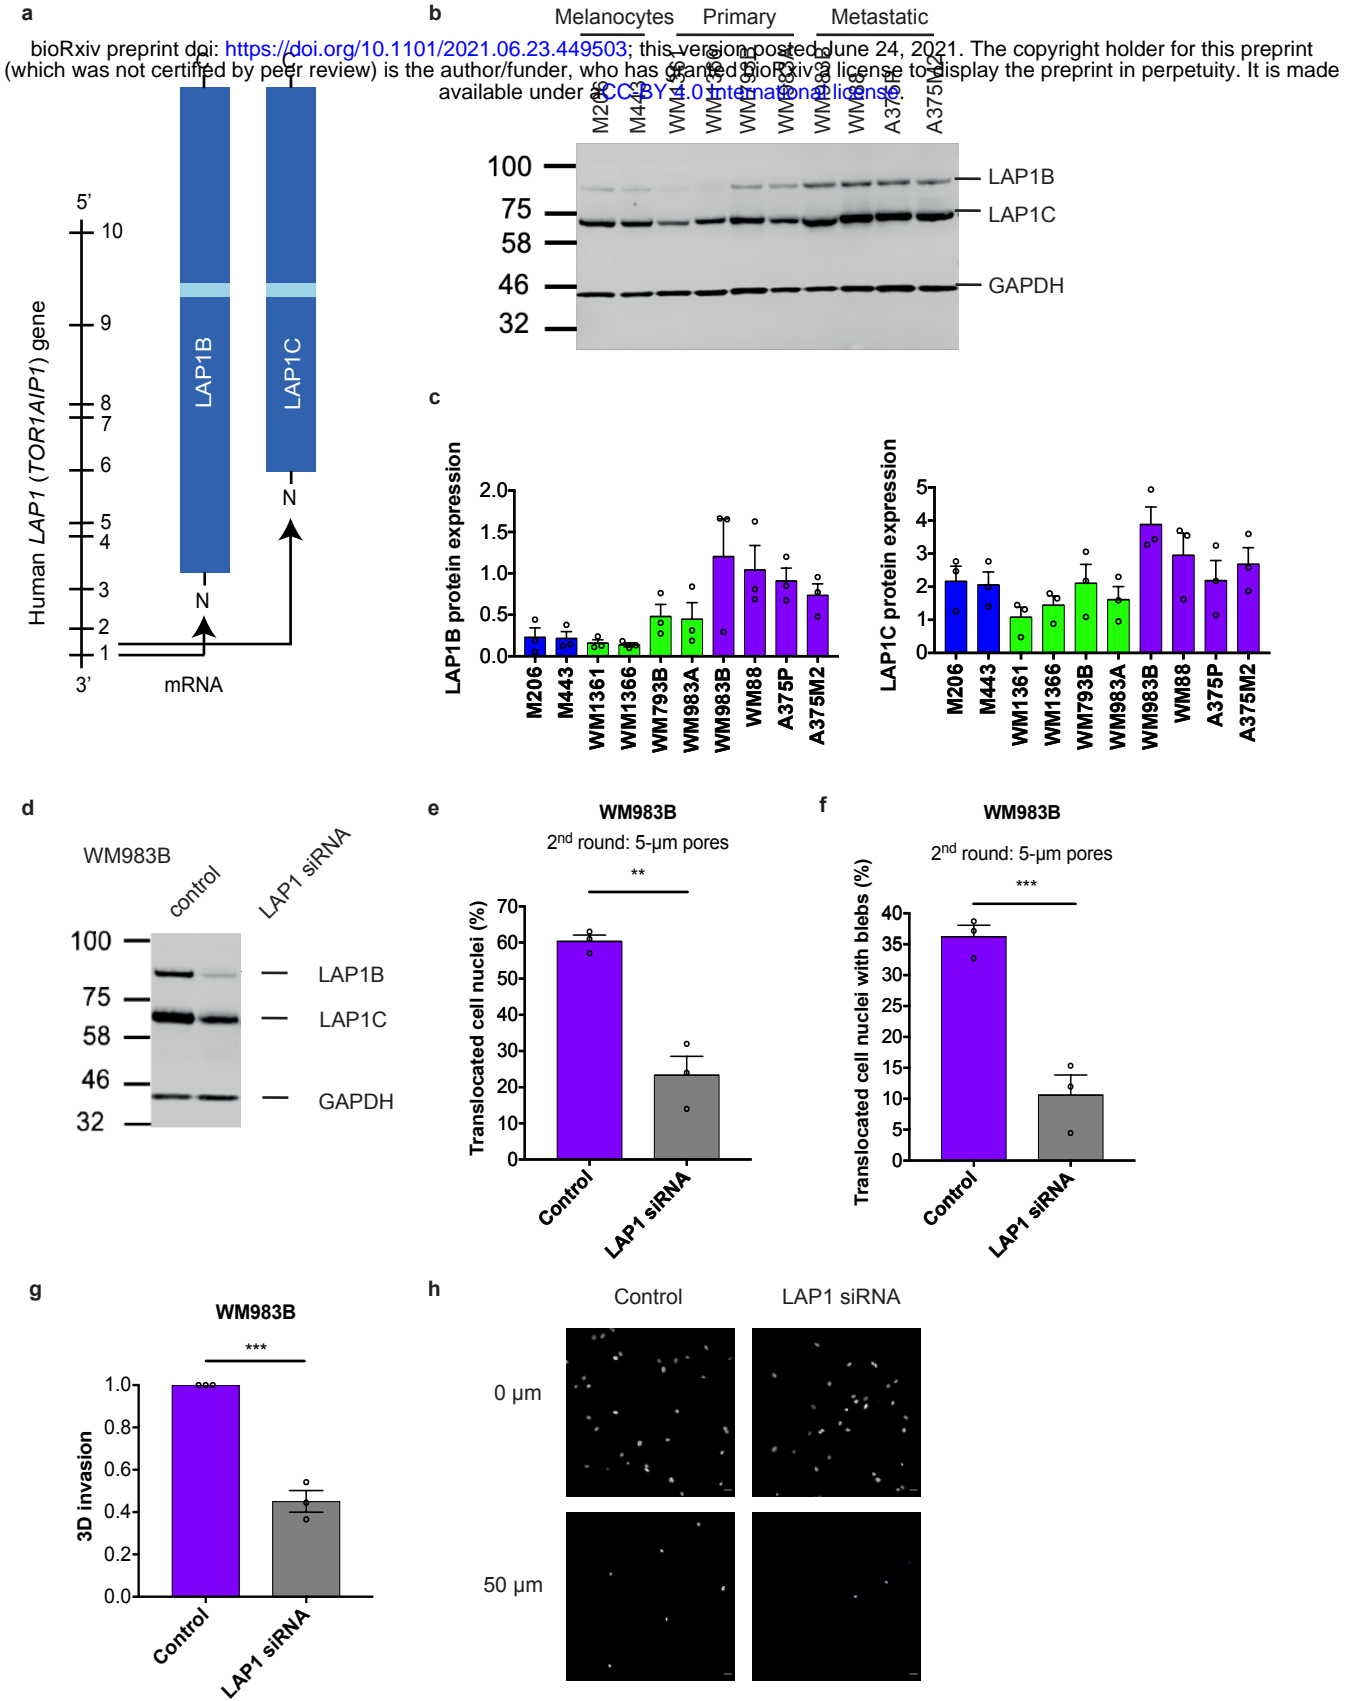 a
b
Melanocytes Primary Metastatic
bioRxiv preprint doi: https://doi.org/10.1101/2021.06.23.449503; this version posted June 24, 2021. The copyright holder for this preprint
(which was not certified by peer review) is the author/funder, who has granted bioRxiv a license to display the preprint in perpetuity. It is made
available under aCC-BY 4.0 International license.
M206
M443
WM1361
WM1366
WM793B
WM983A
WM983B
WM88
A375P
A375M2
C
C
5'
10
9
8
7
6
5
4
3
2
1
3'
Human LAP1 (TOR1AIP1) gene
LAP1B
LAP1C
N
N
mRNA
100
75
58
46
32
LAP1B
LAP1C
GAPDH
c
LAP1B protein expression
2.0
1.5
1.0
0.5
0.0
M206
M443
WM1361
WM1366
WM793B
WM983A
WM983B
WM88
A375P
A375M2
LAP1C protein expression
5
4
3
2
1
0
M206
M443
WM1361
WM1366
WM793B
WM983A
WM983B
WM88
A375P
A375M2
d
WM983B
control
LAP1 siRNA
100
75
58
46
32
LAP1B
LAP1C
GAPDH
e
WM983B
2nd round: 5-µm pores
**
Translocated cell nuclei (%)
70
60
50
40
30
20
10
0
Control
LAP1 siRNA
f
WM983B
2nd round: 5-µm pores
***
Translocated cell nuclei with blebs (%)
40
35
30
25
20
15
10
5
0
Control
LAP1 siRNA
g
WM983B
***
3D invasion
1.0
0.8
0.6
0.4
0.2
0.0
Control
LAP1 siRNA
h
Control LAP1 siRNA
0 µm
50 µm